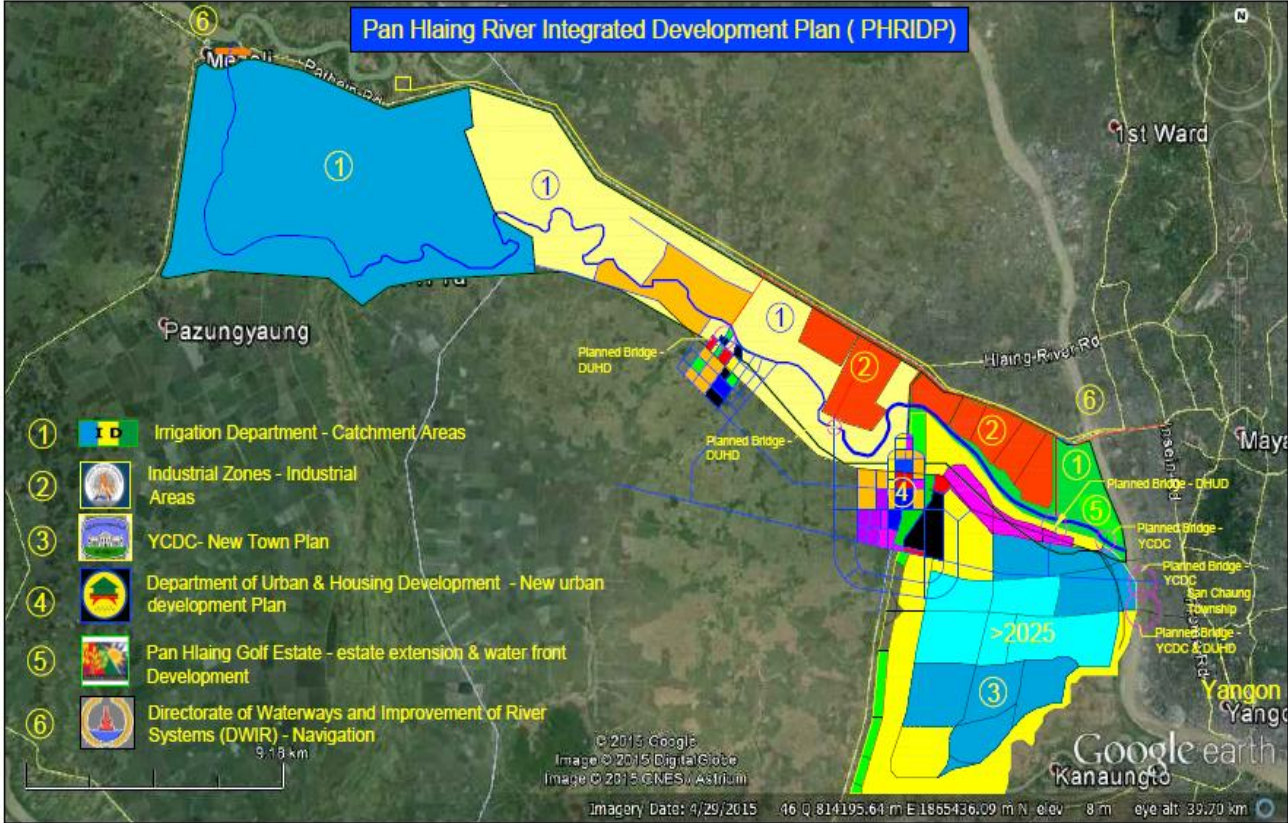 Pan Hlaing River Integrated Development Plan ( PHRIDP)
N
6
Pathein Rd
1
1
1st Ward
Pazungyaung
1
Hlaing River Rd
Planned Bridge -
DUHD
2
2
6
Planned Bridge -
DUHD
1
Maya
Insein Rd
4
Planned Bridge - DHUD
5
Planned Bridge -
YCDC
Planned Bridge -
YCDC
San Chaung
Township
>2025
Planned Bridge -
YCDC & DUHD
3
Yangon
Yango
Kanaungto
1 I D Irrigation Department - Catchment Areas
2 Industrial Zones - Industrial
Areas
3 YCDC- New Town Plan
4 Department of Urban & Housing Development - New urban
development Plan
5 Pan Hlaing Golf Estate - estate extension & water front
Development
6 Directorate of Waterways and Improvement of River
Systems (DWIR) - Navigation
9.18 km
© 2015 Google
Image © 2015 DigitalGlobe
Image © 2015 CNES / Astrium
Google earth
Imagery Date: 4/29/2015 46 Q 814195.64 m E 1865436.09 m N elev 8 m eye alt 39.70 km